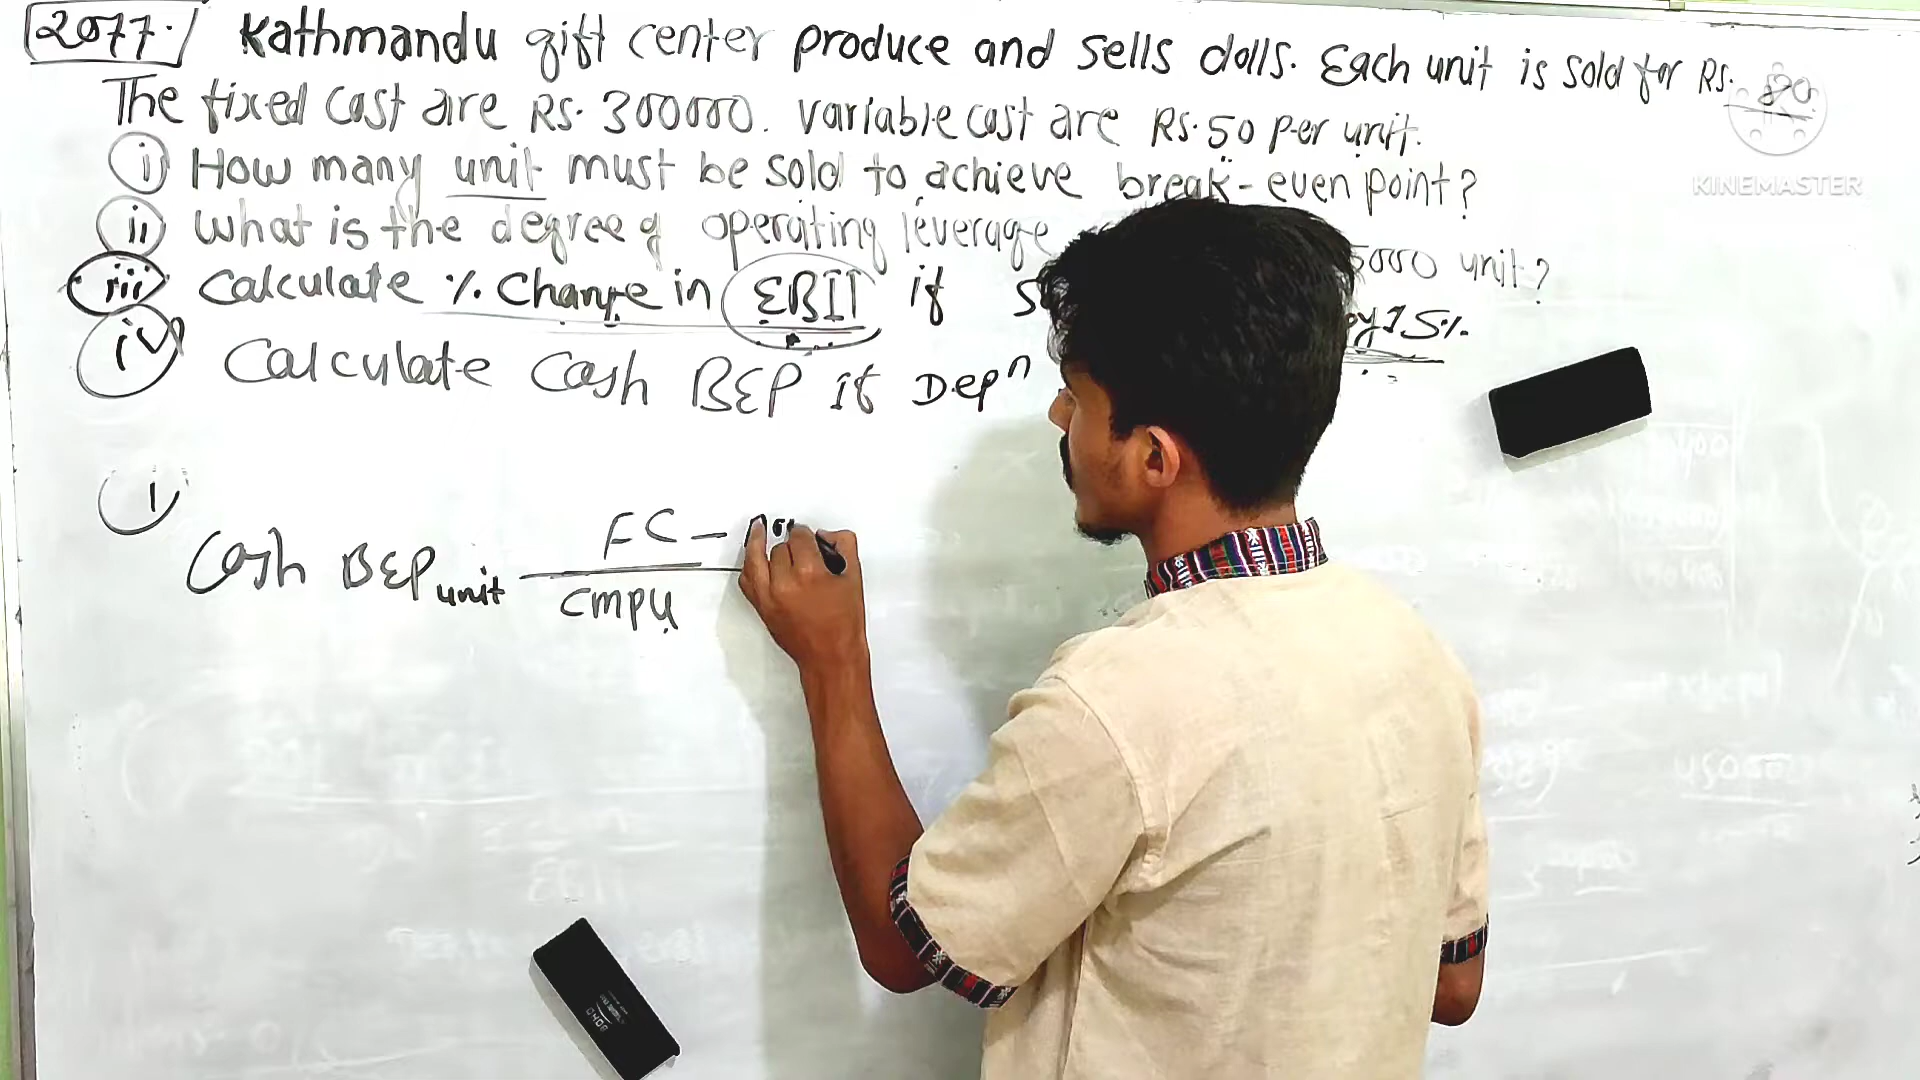 2077. Kathmandu gift center produce and sells dolls. Each unit is sold for Rs. 80
The fixed cost are Rs. 300000. variable cost are Rs. 50 per unit.
i How many unit must be sold to achieve break-even point?
ii What is the degree of operating leverage 5000 unit?
iii Calculate % Change in EBIT if by 15%
iv Calculate Cash BEP if Depn
KINEMASTER
i
FC -
Cash BEP unit
CMPU